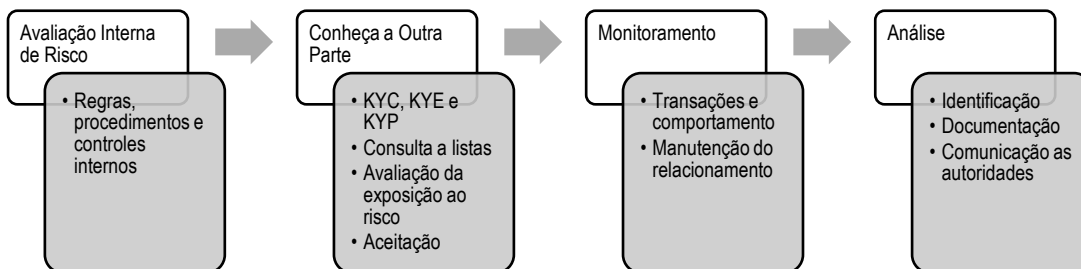 Avaliação Interna
de Risco
• Regras,
procedimentos e
controles
internos
Conheça a Outra
Parte
• KYC, KYE e
KYP
• Consulta a listas
• Avaliação da
exposição ao
risco
• Aceitação
Monitoramento
• Transações e
comportamento
• Manutenção do
relacionamento
Análise
• Identificação
• Documentação
• Comunicação as
autoridades